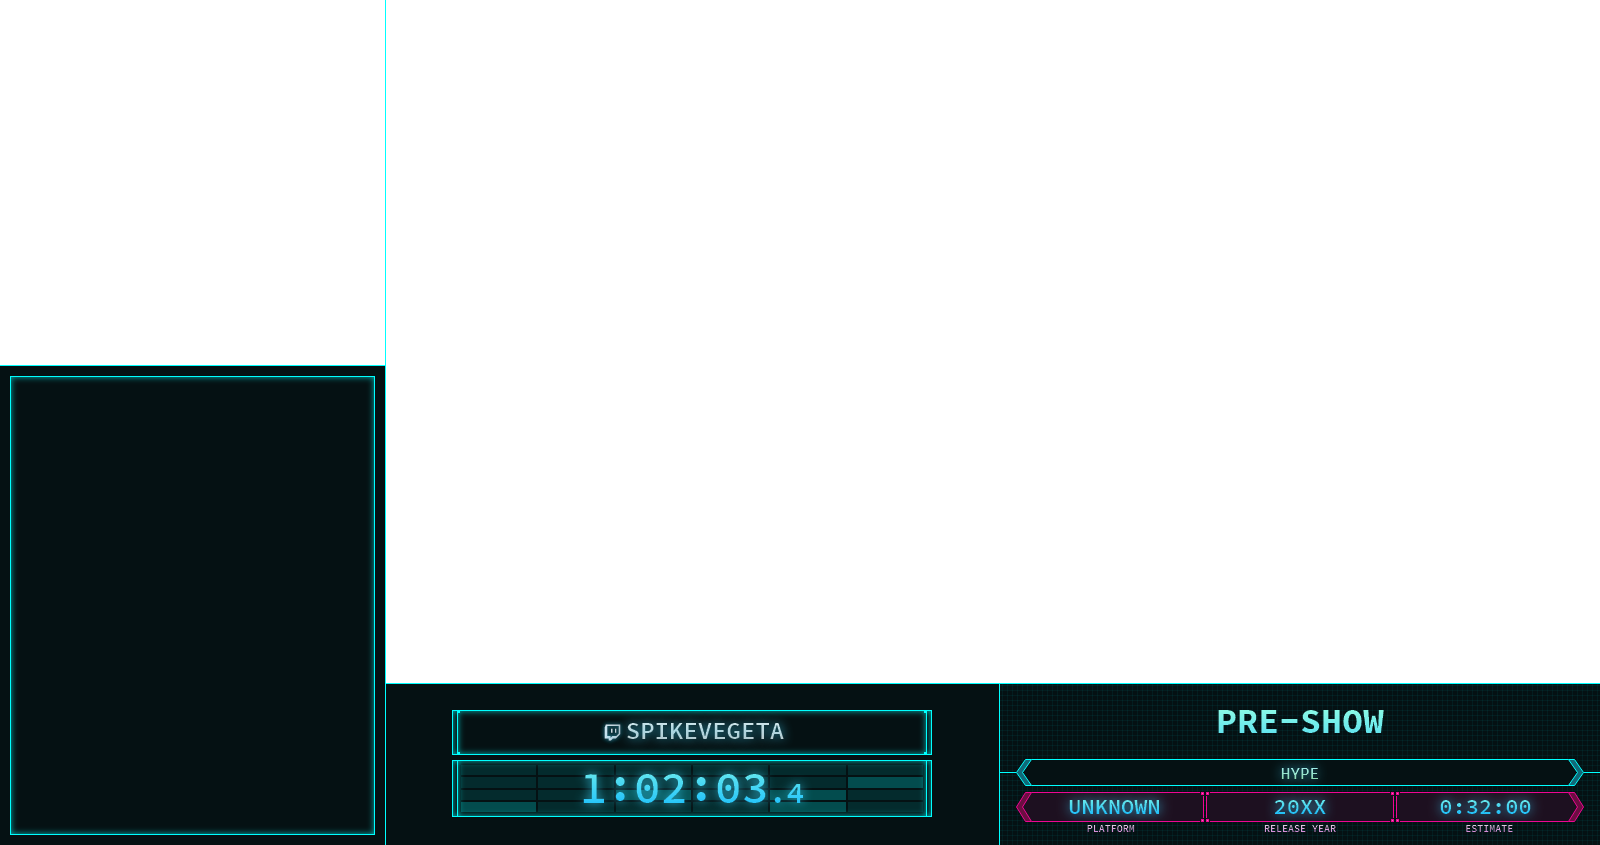 SPIKEVEGETA
1:02:03.4
PRE-SHOW
HYPE
UNKNOWN 20XX 0:32:00
PLATFORM RELEASE YEAR ESTIMATE